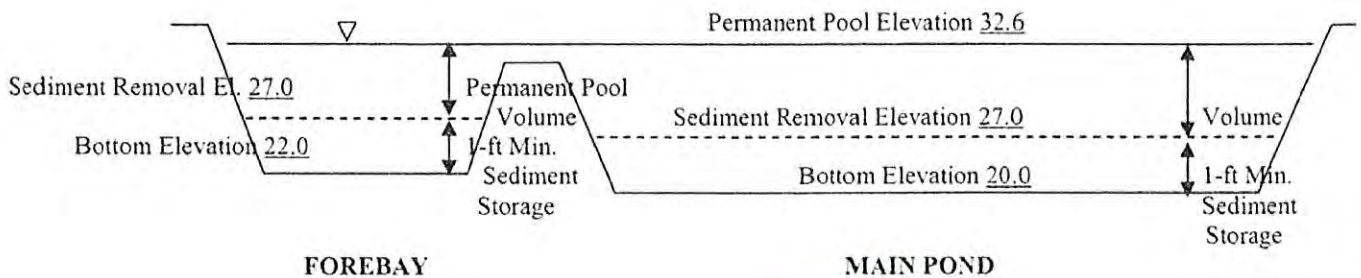 Permanent Pool Elevation 32.6
Sediment Removal El. 27.0
Permanent Pool
Volume
Sediment Removal Elevation 27.0
Volume
Bottom Elevation 22.0
1-ft Min.
Sediment
Storage
Bottom Elevation 20.0
1-ft Min.
Sediment
Storage
FOREBAY
MAIN POND